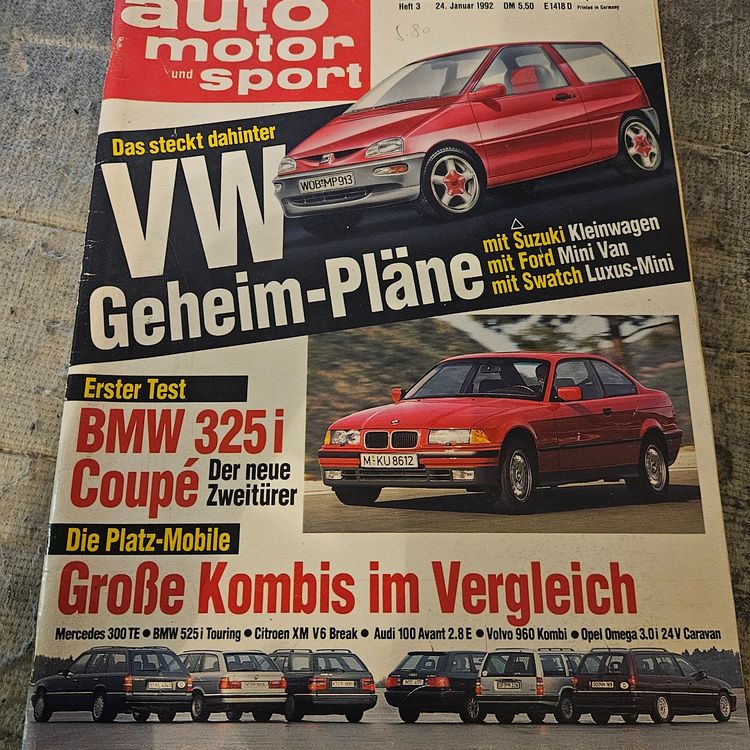 auto
motor
und sport
Heft 3 24. Januar 1992 DM 5.50 E 1418 D Printed in Germany
5.80
Das steckt dahinter
VW
Geheim-Pläne
mit Suzuki Kleinwagen
mit Ford Mini Van
mit Swatch Luxus-Mini
WOB MP 913
Erster Test
BMW 325 i
Coupé
Der neue
Zweitürer
M-KU 8612
Die Platz-Mobile
Große Kombis im Vergleich
Mercedes 300 TE ● BMW 525 i Touring ● Citroen XM V6 Break ● Audi 100 Avant 2.8 E ● Volvo 960 Kombi ● Opel Omega 3.0 i 24V Caravan